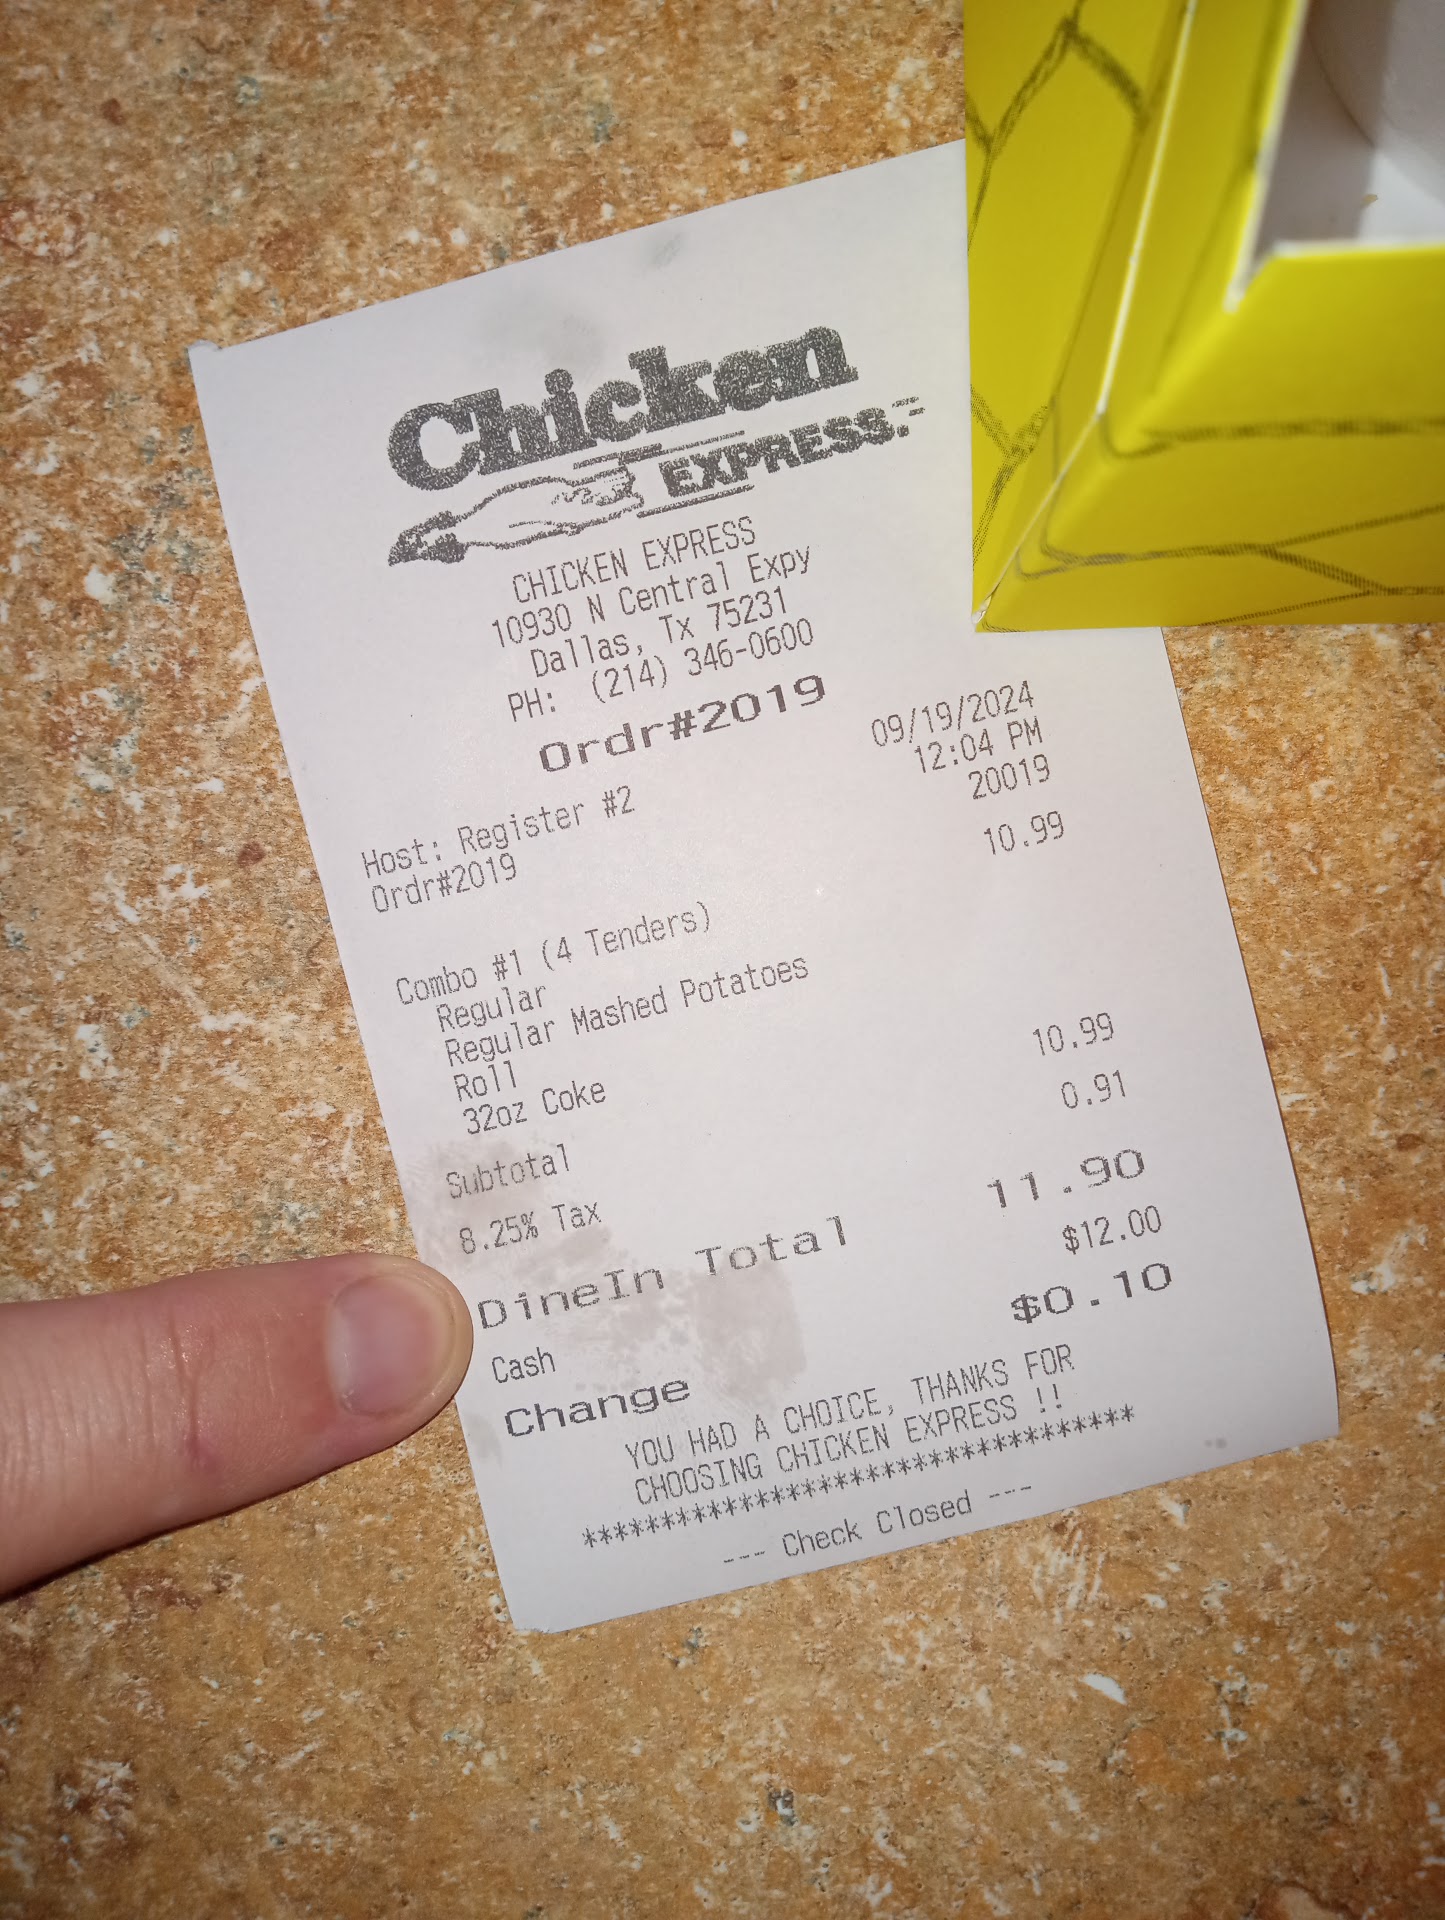 Chicken
EXPRESS.
CHICKEN EXPRESS
10930 N Central Expy
Dallas, Tx 75231
PH: (214) 346-0600
Ordr#2019
09/19/2024
Host: Register #2 12:04 PM
Ordr#2019 20019
Combo #1 (4 Tenders) 10.99
Regular
Regular Mashed Potatoes
Roll
32oz Coke
Subtotal 10.99
8.25% Tax 0.91
DineIn Total 11.90
Cash $12.00
Change $0.10
YOU HAD A CHOICE, THANKS FOR
CHOOSING CHICKEN EXPRESS !!
***********************************
--- Check Closed ---